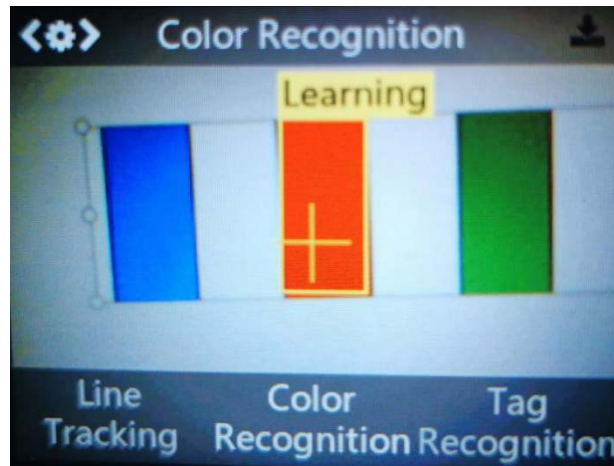 Color Recognition
Learning
Line Tracking
Color Recognition
Tag Recognition